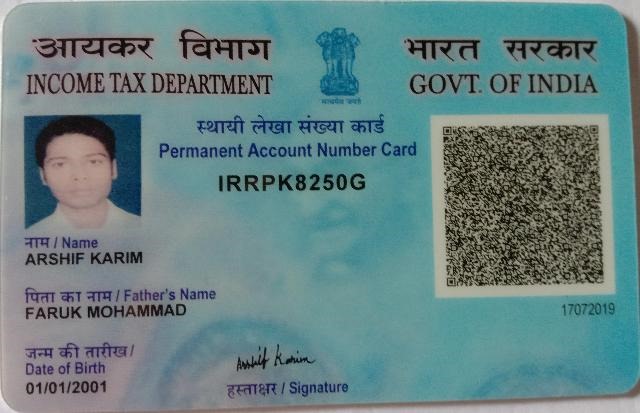 आयकर विभाग
INCOME TAX DEPARTMENT
भारत सरकार
GOVT. OF INDIA
सत्यमेव जयते
स्थायी लेखा संख्या कार्ड
Permanent Account Number Card
IRRPK8250G
नाम / Name
ARSHIF KARIM
पिता का नाम / Father's Name
FARUK MOHAMMAD
जन्म की तारीख /
Date of Birth
01/01/2001
Arshif Karim
हस्ताक्षर / Signature
17072019